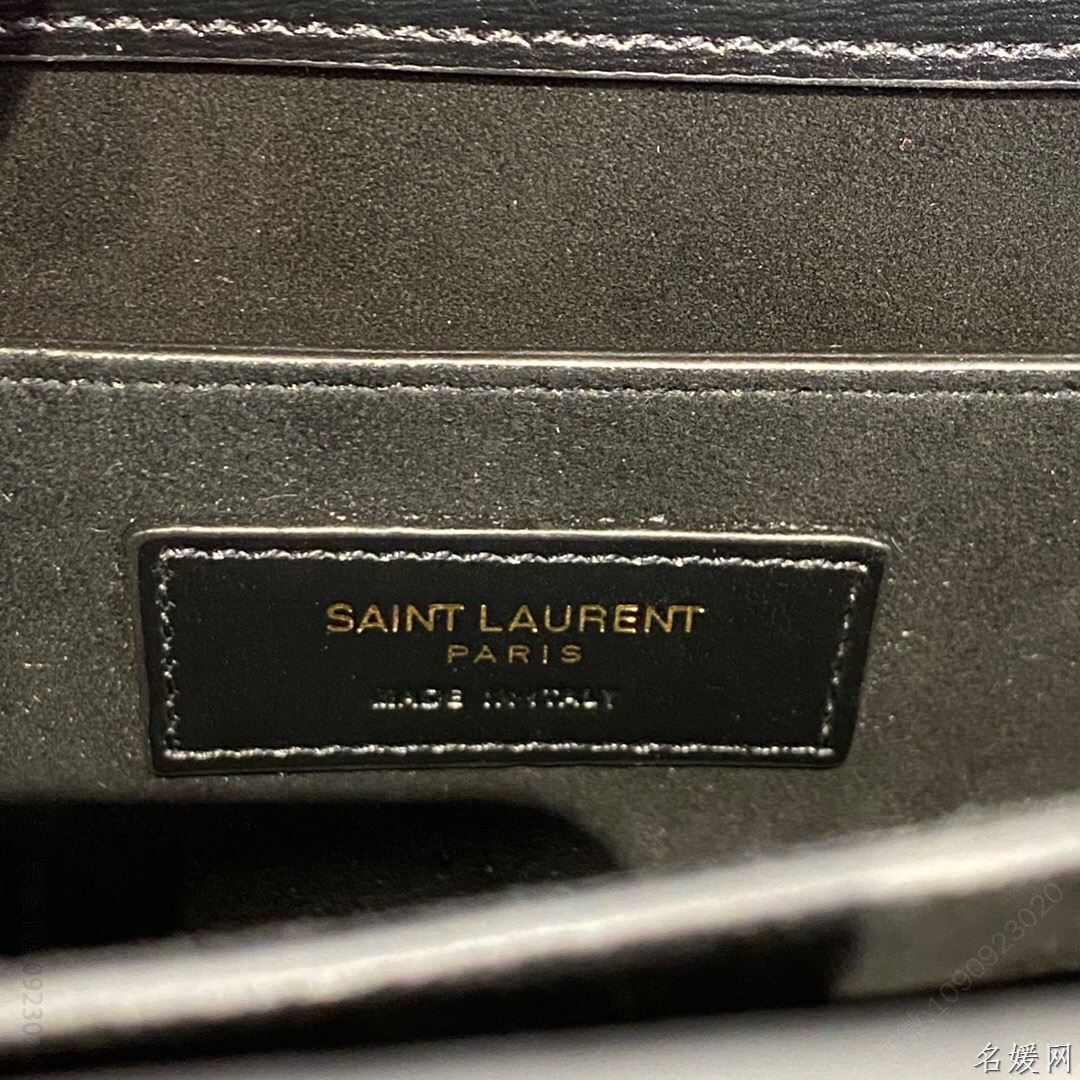 SAINT LAURENT
PARIS
MADE IN ITALY
名媛网